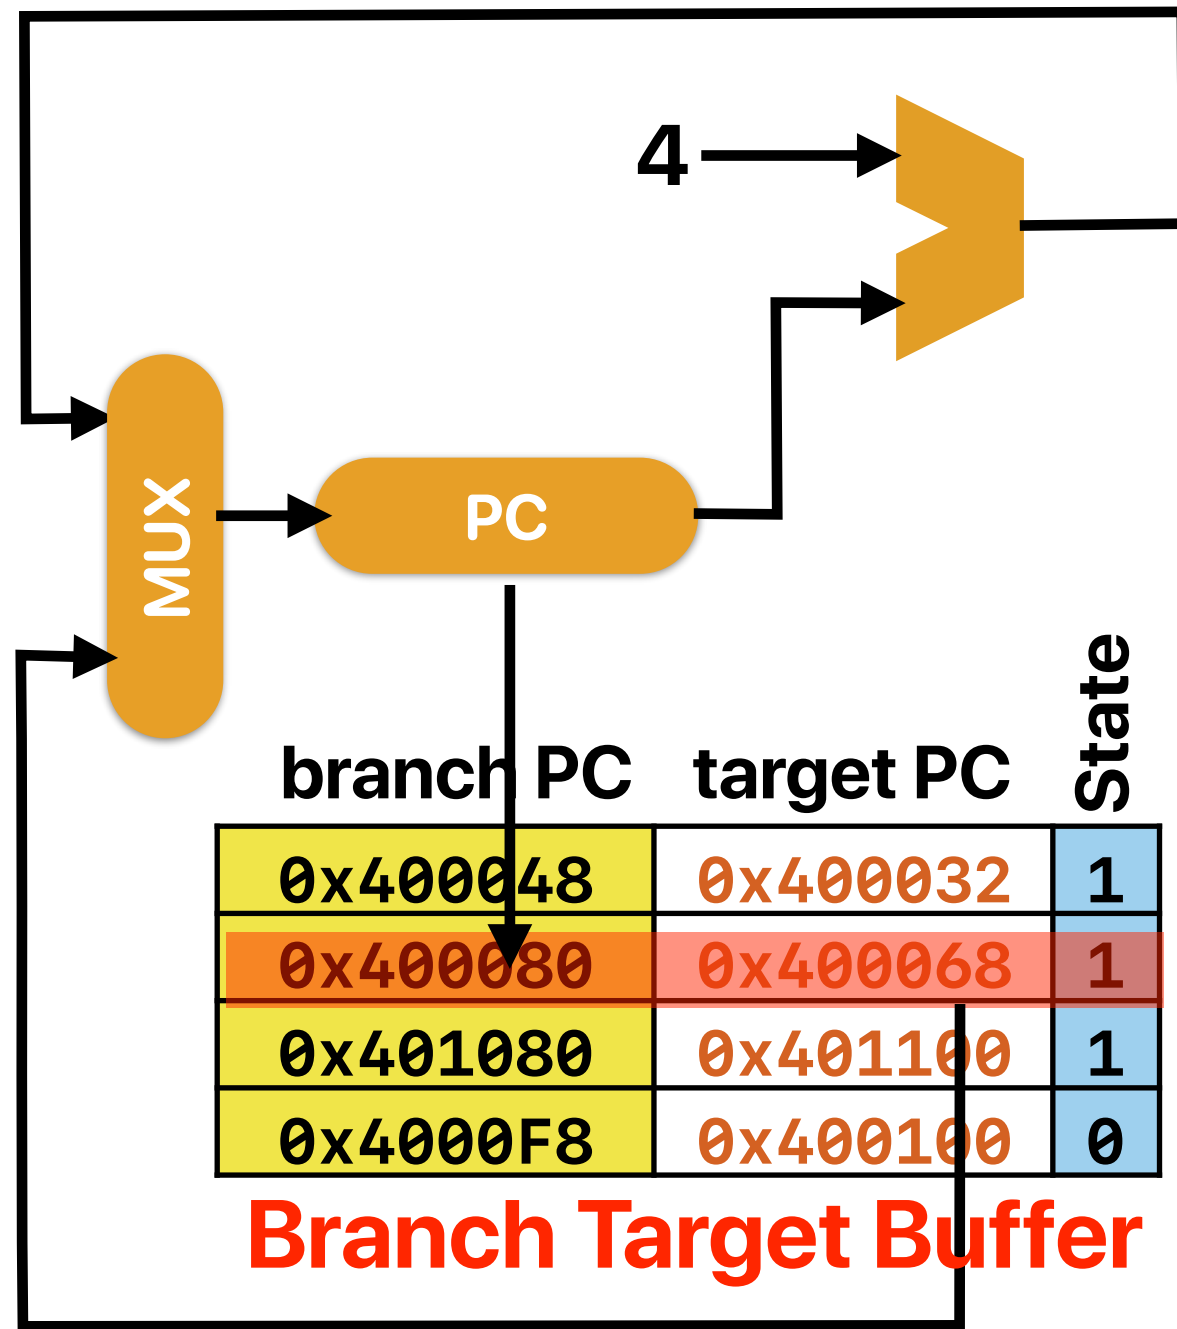 4
MUX
PC
branch PC target PC State
0x400048 0x400032 1
0x400080 0x400068 1
0x401080 0x401100 1
0x4000F8 0x400100 0
Branch Target Buffer